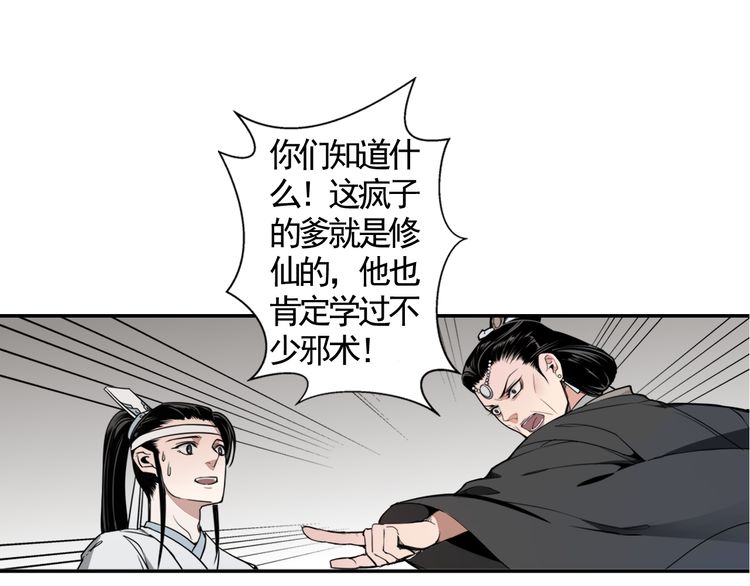 你们知道什
么！这疯子
的爹就是修
仙的，他也
肯定学过不
少邪术！